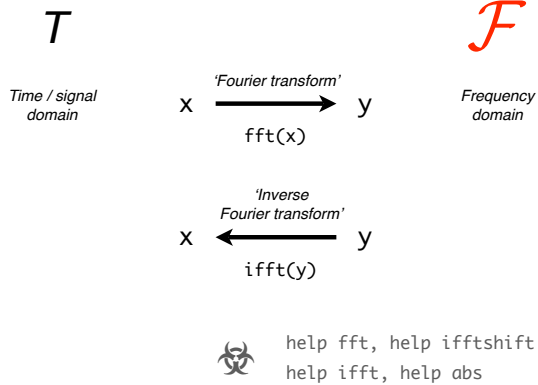 T
F
Time / signal
domain
x
'Fourier transform'
y
fft(x)
Frequency
domain
'Inverse
Fourier transform'
x
y
ifft(y)
help fft, help ifftshift
help ifft, help abs